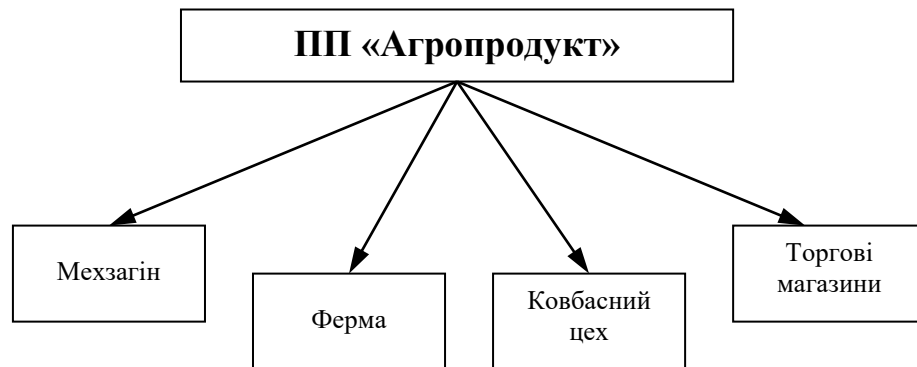 ПП «Агропродукт»
Мехзагін
Ферма
Ковбасний
цех
Торгові
магазини